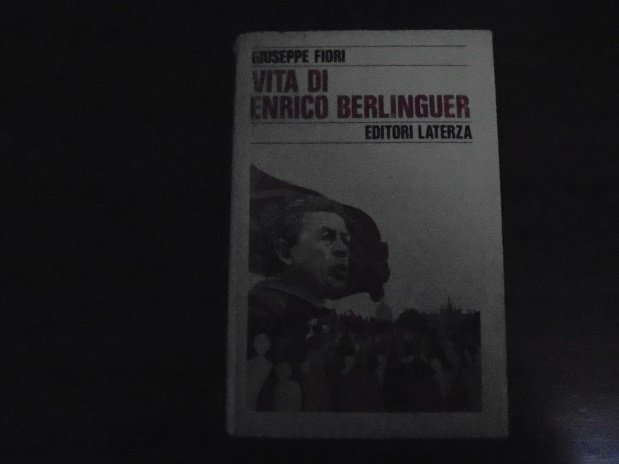 GIUSEPPE FIORI
VITA DI
ENRICO BERLINGUER
EDITORI LATERZA